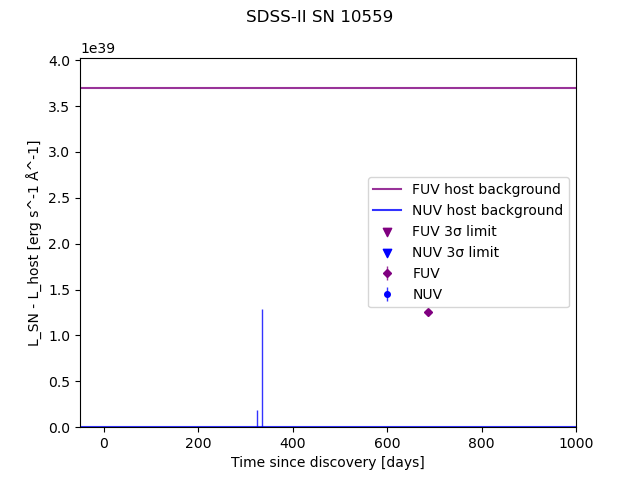 SDSS-II SN 10559
1e39
L_SN - L_host [erg s^-1 Å^-1]
4.0
3.5
3.0
2.5
2.0
1.5
1.0
0.5
0.0
FUV host background
NUV host background
FUV 3σ limit
NUV 3σ limit
FUV
NUV
0 200 400 600 800 1000
Time since discovery [days]